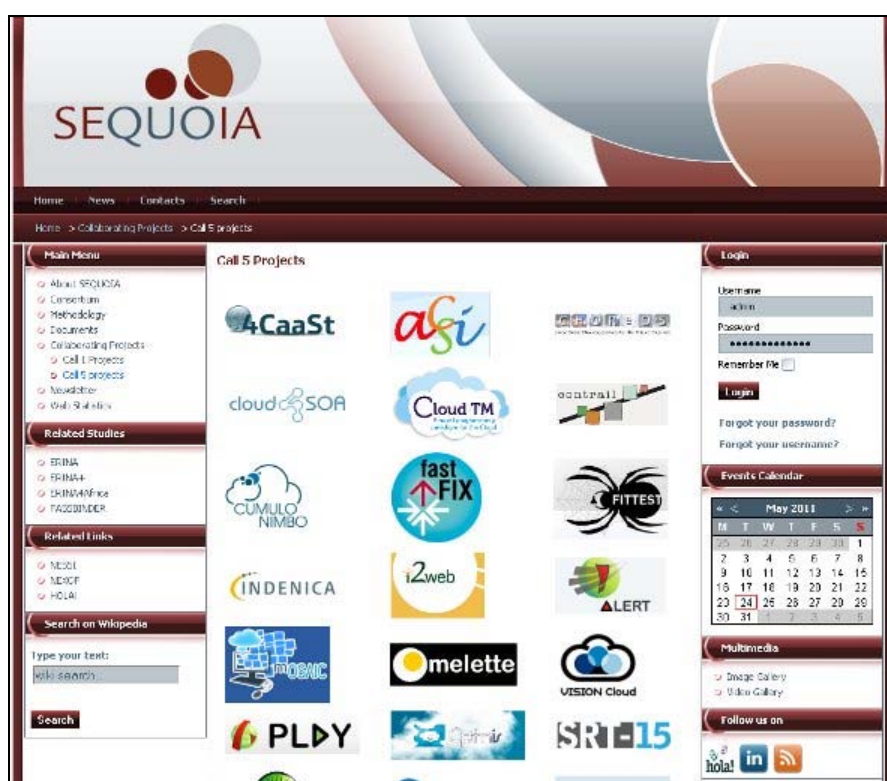 SEQUOIA
Home News Contacts Search
Home > Collaborating Projects > Call 5 projects
Main Menu
About SEQUOIA
Consortium
Methodology
Documents
Collaborating Projects
Call 1 Projects
Call 5 projects
Newsletter
Web Statistics
Related Studies
ERINA
ERINA+
ERINA4Africa
PASSBINDER
Related Links
NESSI
NEXOF
HOLA!
Search on Wikipedia
Type your text:
wiki search...
Search
Call 5 Projects
4CaaSt
cloud SOA
Cloud TM
contrail
CUMULO
NIMBO
fast
FIX
FITTEST
INDENICA
i2web
ALERT
mOSAIC
melette
VISION Cloud
PLAY
Optimis
SRT-15
Login
Username
admin
Password
Remember Me
Login
Forgot your password?
Forgot your username?
Events Calendar
« < May 2011 > »
M T W T F S S
25 26 27 28 29 30 1
2 3 4 5 6 7 8
9 10 11 12 13 14 15
16 17 18 19 20 21 22
23 24 25 26 27 28 29
30 31 1 2 3 4 5
Multimedia
Image Gallery
Video Gallery
Follow us on
hola! in